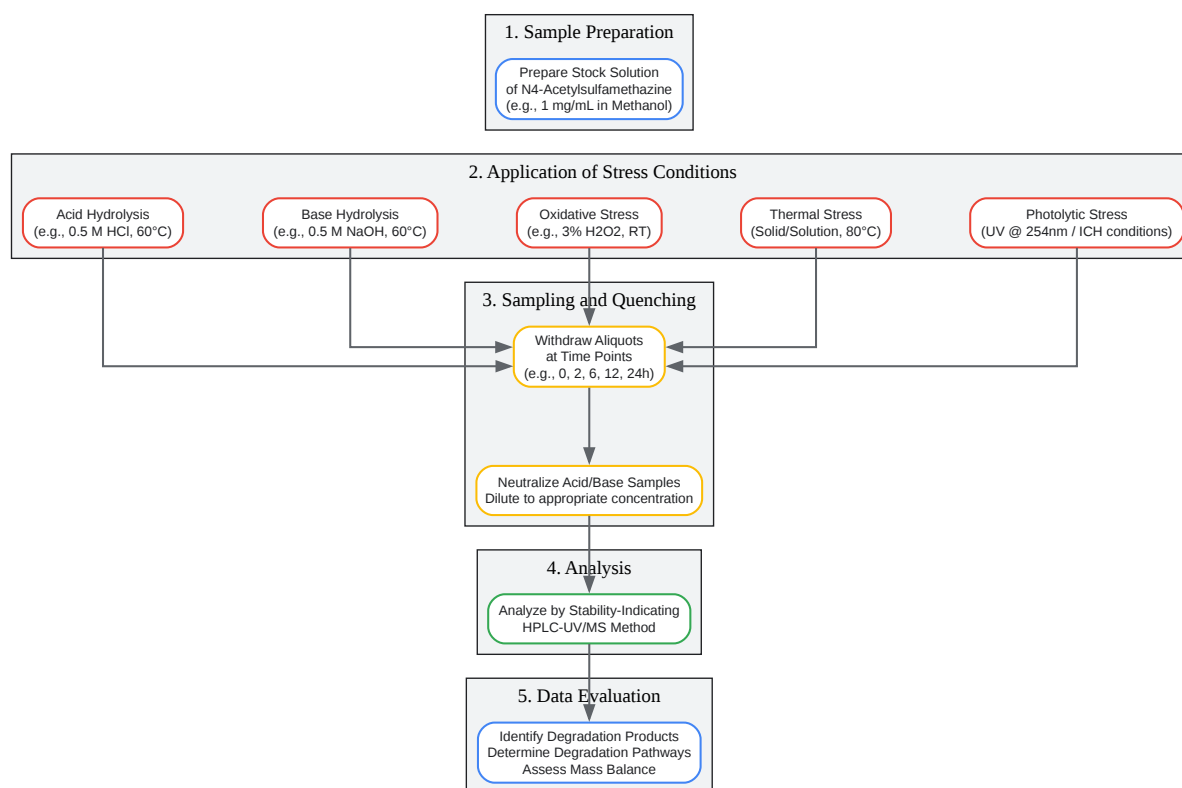 1. Sample Preparation
Prepare Stock Solution
of N4-Acetylsulfamethazine
(e.g., 1 mg/mL in Methanol)
2. Application of Stress Conditions
Acid Hydrolysis
(e.g., 0.5 M HCl, 60°C)
Base Hydrolysis
(e.g., 0.5 M NaOH, 60°C)
Oxidative Stress
(e.g., 3% H2O2, RT)
Thermal Stress
(Solid/Solution, 80°C)
Photolytic Stress
(UV @ 254nm / ICH conditions)
3. Sampling and Quenching
Withdraw Aliquots
at Time Points
(e.g., 0, 2, 6, 12, 24h)
Neutralize Acid/Base Samples
Dilute to appropriate concentration
4. Analysis
Analyze by Stability-Indicating
HPLC-UV/MS Method
5. Data Evaluation
Identify Degradation Products
Determine Degradation Pathways
Assess Mass Balance